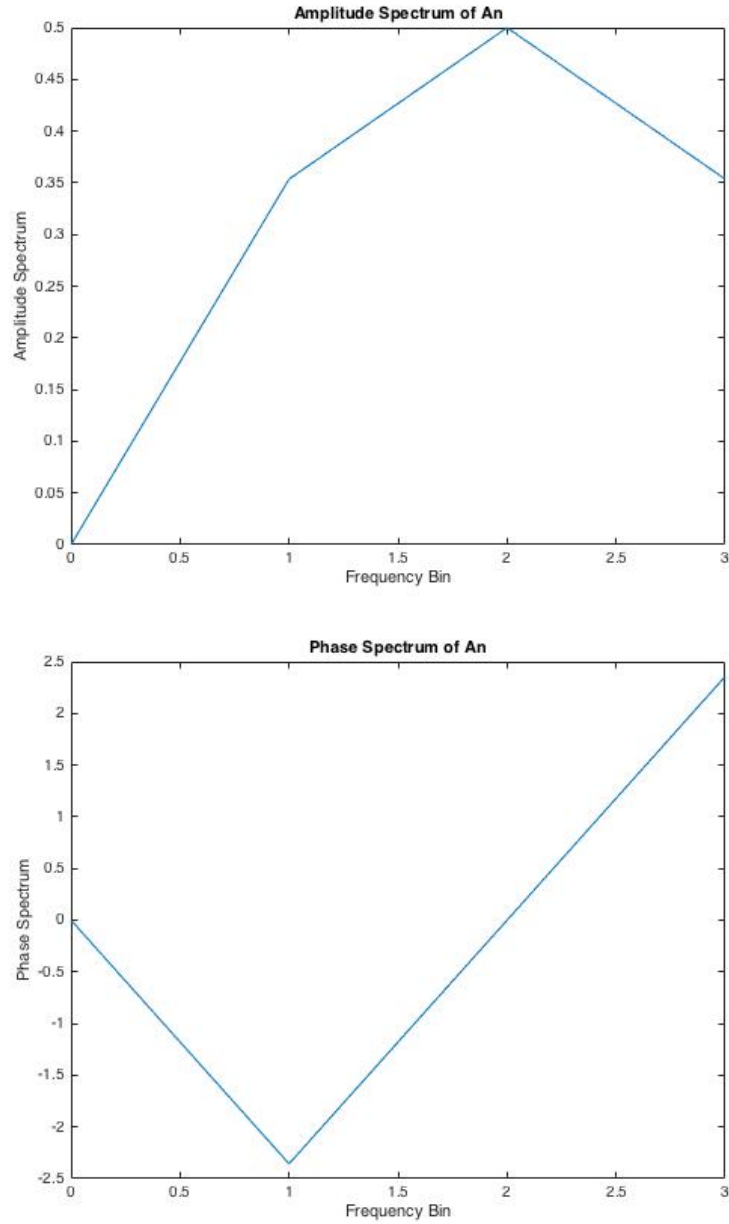 Amplitude Spectrum of An
0.5
0.45
0.4
0.35
0.3
0.25
0.2
0.15
0.1
0.05
0
Amplitude Spectrum
0 0.5 1 1.5 2 2.5 3
Frequency Bin
Phase Spectrum of An
2.5
2
1.5
1
0.5
0
-0.5
-1
-1.5
-2
-2.5
Phase Spectrum
0 0.5 1 1.5 2 2.5 3
Frequency Bin